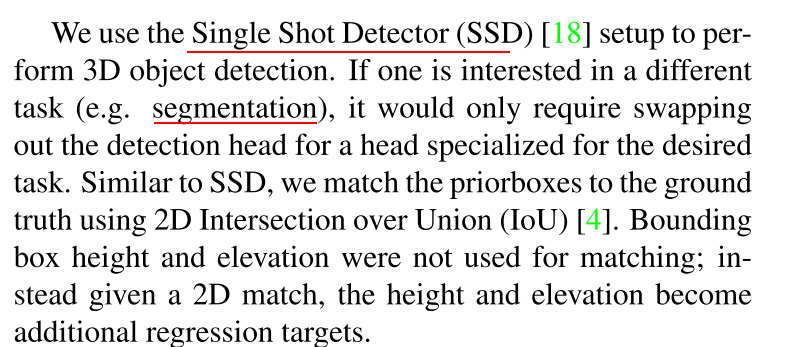 We use the Single Shot Detector (SSD) [18] setup to per-
form 3D object detection. If one is interested in a different
task (e.g. segmentation), it would only require swapping
out the detection head for a head specialized for the desired
task. Similar to SSD, we match the priorboxes to the ground
truth using 2D Intersection over Union (IoU) [4]. Bounding
box height and elevation were not used for matching; in-
stead given a 2D match, the height and elevation become
additional regression targets.